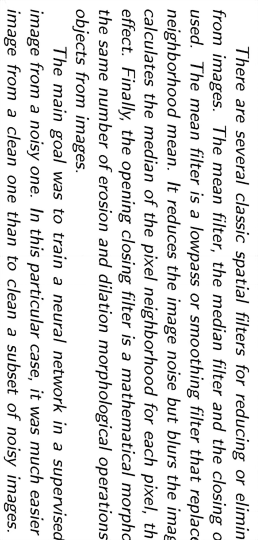 There are several classic spatial filters for reducing or
from images. The mean filter, the median filter and the closing
used. The mean filter is a lowpass or smoothing filter that
neighborhood mean. It reduces the image noise but blurs the
calculates the median of the pixel neighborhood for each pixel,
effect. Finally, the opening closing filter is a mathematical
the same number of erosion and dilation morphological operations
objects from images.
The main goal was to train a neural network in a supervised
image from a noisy one. In this particular case, it was much easier
image from a clean one than to clean a subset of noisy images.